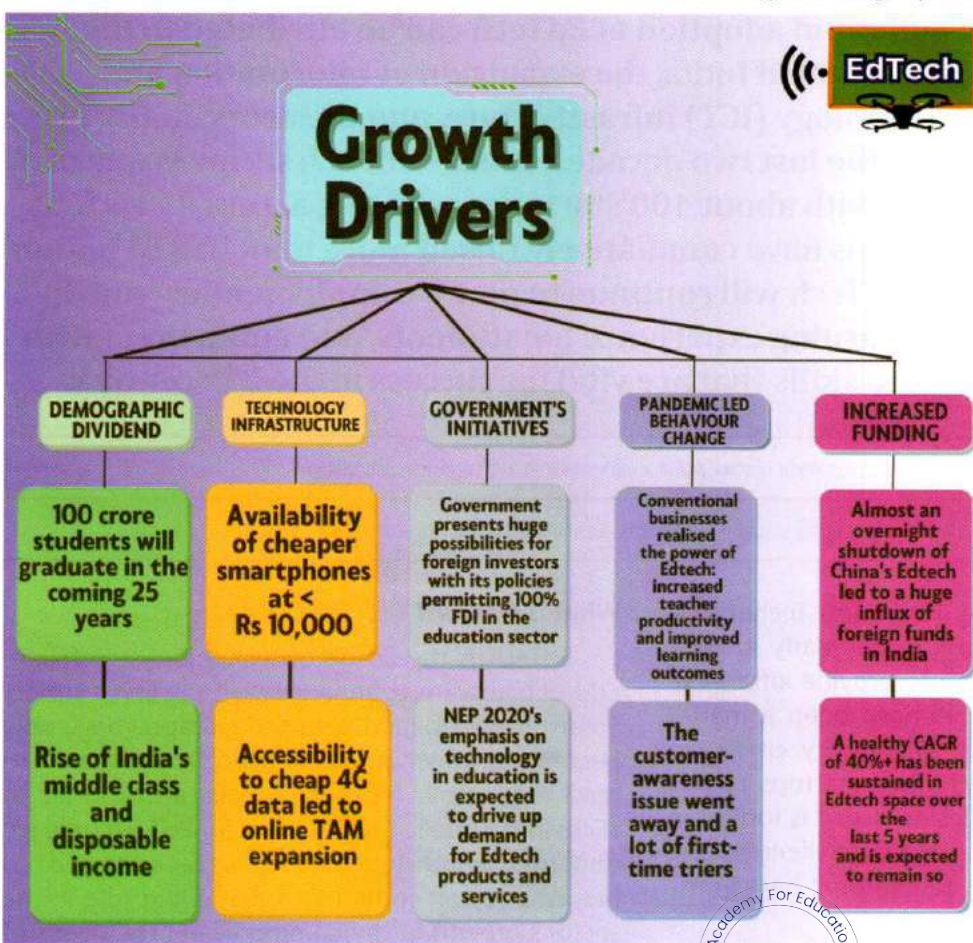 EdTech
Growth
Drivers
DEMOGRAPHIC
DIVIDEND
100 crore
students will
graduate in the
coming 25
years
Rise of India's
middle class
and
disposable
income
TECHNOLOGY
INFRASTRUCTURE
Availability
of cheaper
smartphones
at <
Rs 10,000
Accessibility
to cheap 4G
data led to
online TAM
expansion
GOVERNMENT'S
INITIATIVES
Government
presents huge
possibilities for
foreign investors
with its policies
permitting 100%
FDI in the
education sector
NEP 2020's
emphasis on
technology
in education is
expected
to drive up
demand
for Edtech
products and
services
PANDEMIC LED
BEHAVIOUR
CHANGE
Conventional
businesses
realised
the power of
Edtech:
increased
teacher
productivity
and improved
learning
outcomes
The
customer-
awareness
issue went
away and a
lot of first-
time triers
INCREASED
FUNDING
Almost an
overnight
shutdown of
China's Edtech
led to a huge
influx of
foreign funds
in India
A healthy CAGR
of 40%+ has been
sustained in
Edtech space over
the
last 5 years
and is expected
to remain so
Academy For